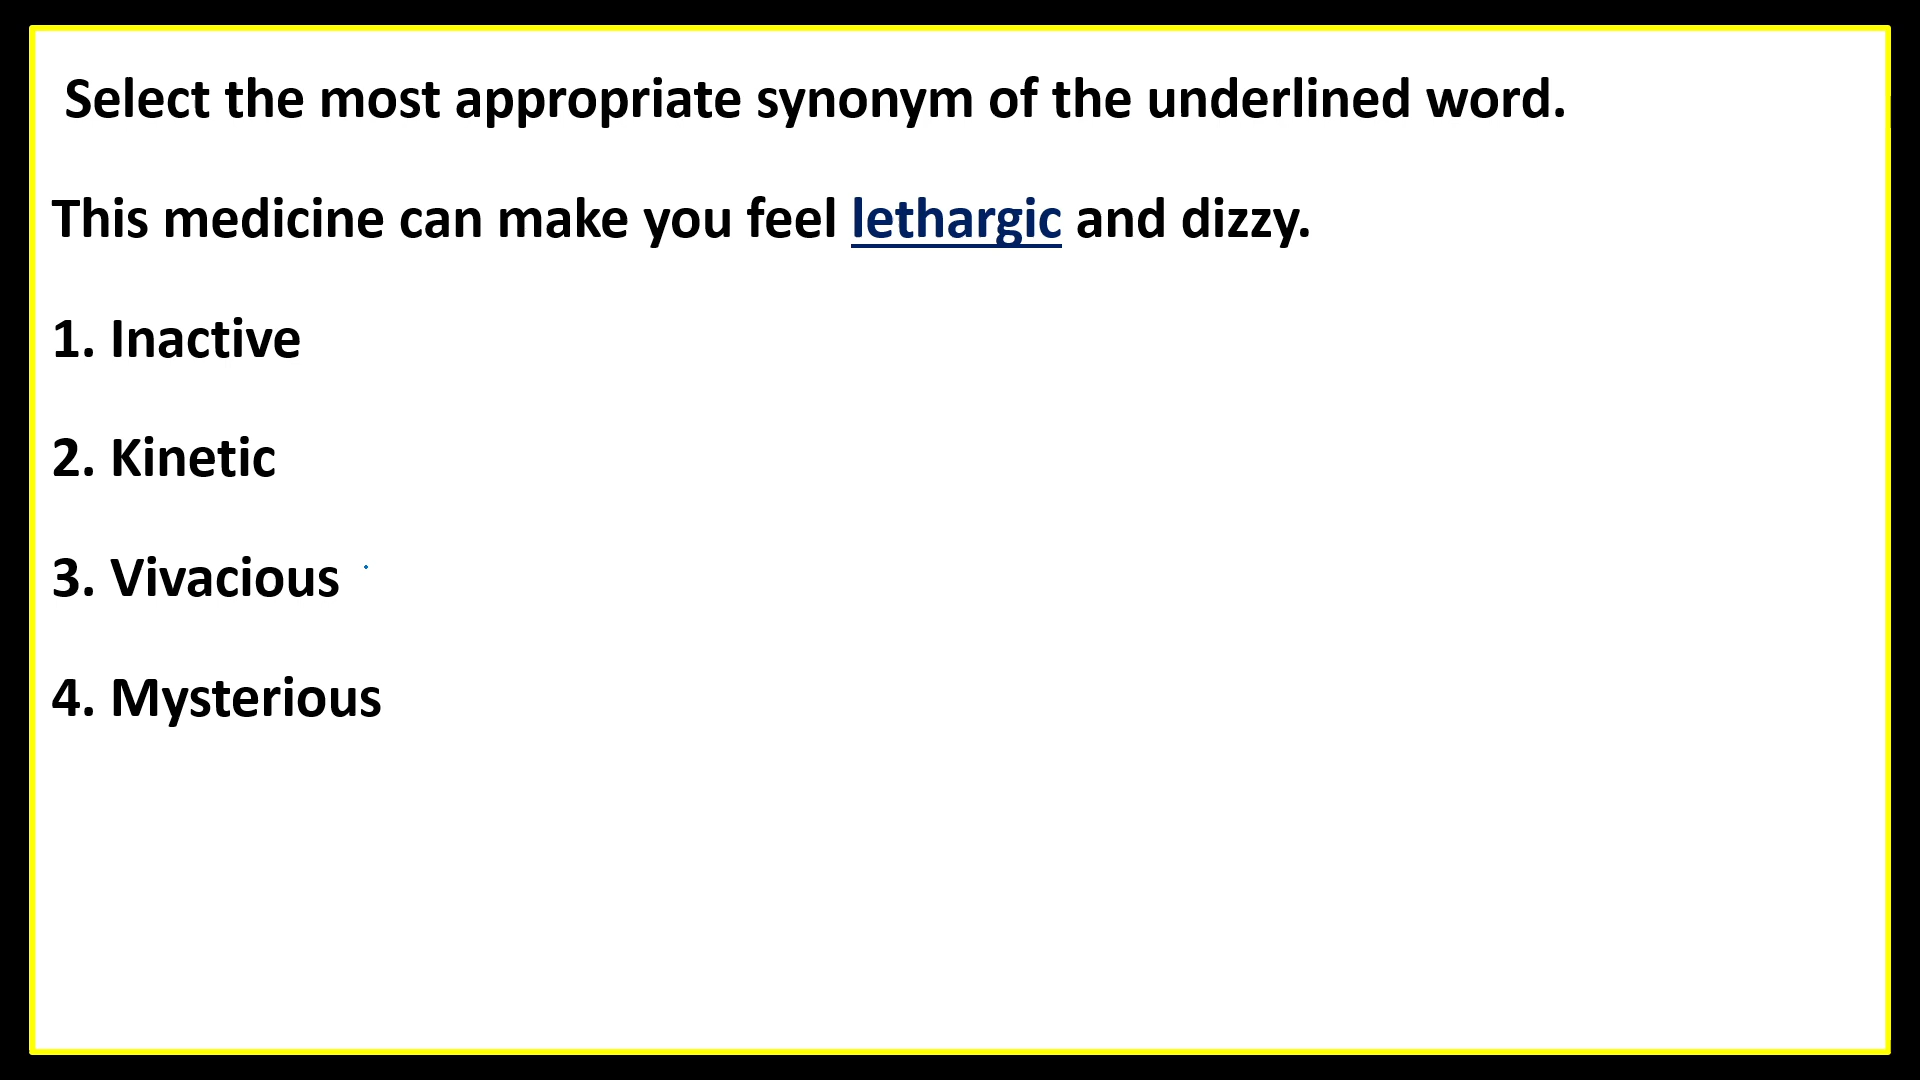 Select the most appropriate synonym of the underlined word.
This medicine can make you feel lethargic and dizzy.
1. Inactive
2. Kinetic
3. Vivacious
4. Mysterious